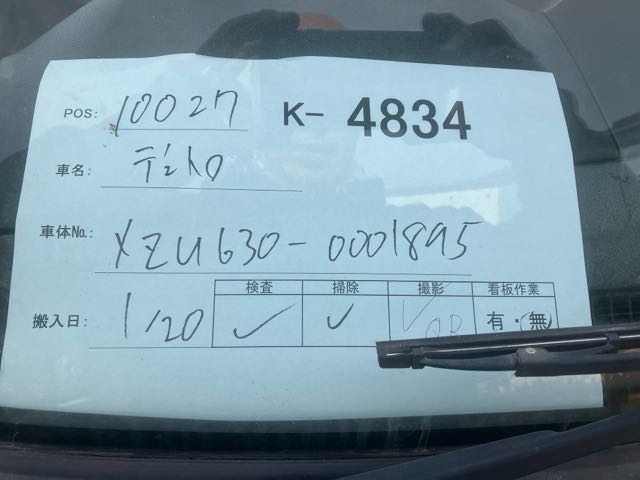 POS: 10027 K- 4834
車名: デュトロ
車体No.: XZU630-0001895
検査 掃除 撮影 看板作業
搬入日: 1/20 ✓ ✓ ✓ 有・無